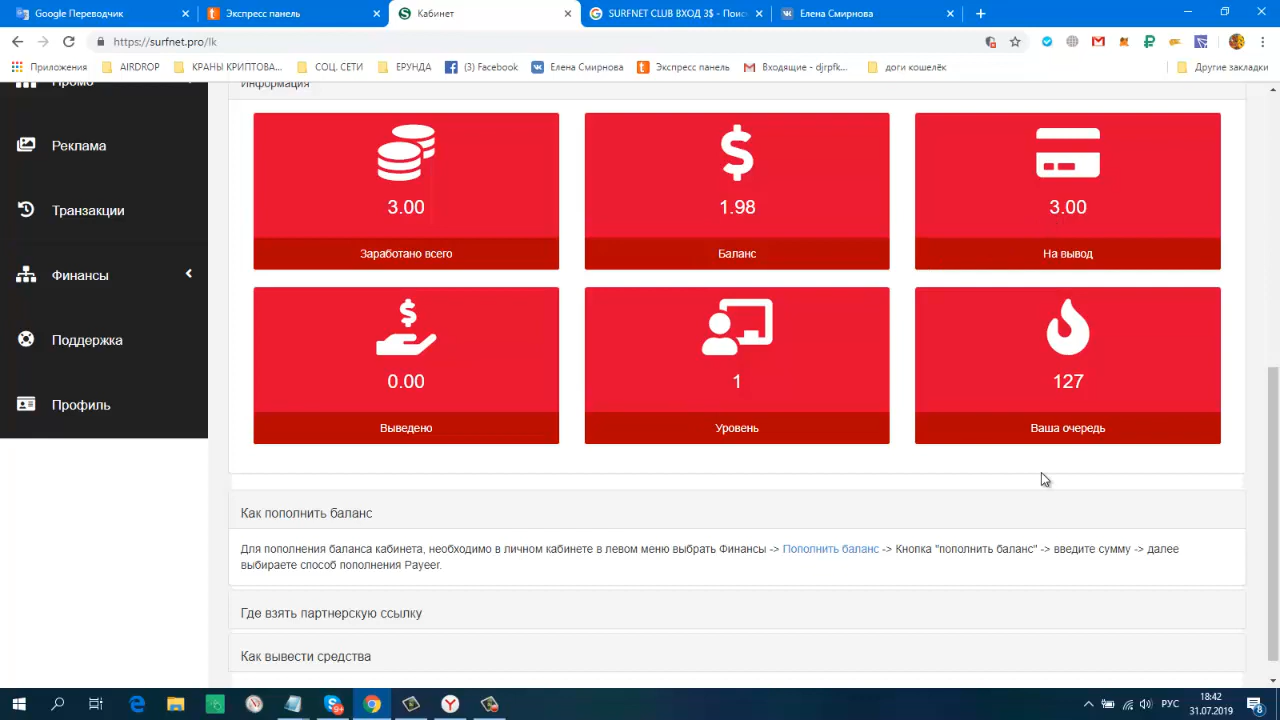 Google Переводчик
Экспресс панель
Кабинет
SURFNET CLUB ВХОД 3$ - Поис
Елена Смирнова
https://surfnet.pro/lk
Приложения
AIRDROP
КРАНЫ КРИПТОВА...
СОЦ. СЕТИ
ЕРУНДА
(3) Facebook
Елена Смирнова
Экспресс панель
Входящие - djrpfk...
доги кошелёк
Другие закладки
Промо
Реклама
Транзакции
Финансы
Поддержка
Профиль
Информация
3.00
Заработано всего
1.98
Баланс
3.00
На вывод
0.00
Выведено
1
Уровень
127
Ваша очередь
Как пополнить баланс
Для пополнения баланса кабинета, необходимо в личном кабинете в левом меню выбрать Финансы -> Пополнить баланс -> Кнопка "пополнить баланс" -> введите сумму -> далее
выбираете способ пополнения Payeer.
Где взять партнерскую ссылку
Как вывести средства
РУС
18:42
31.07.2019